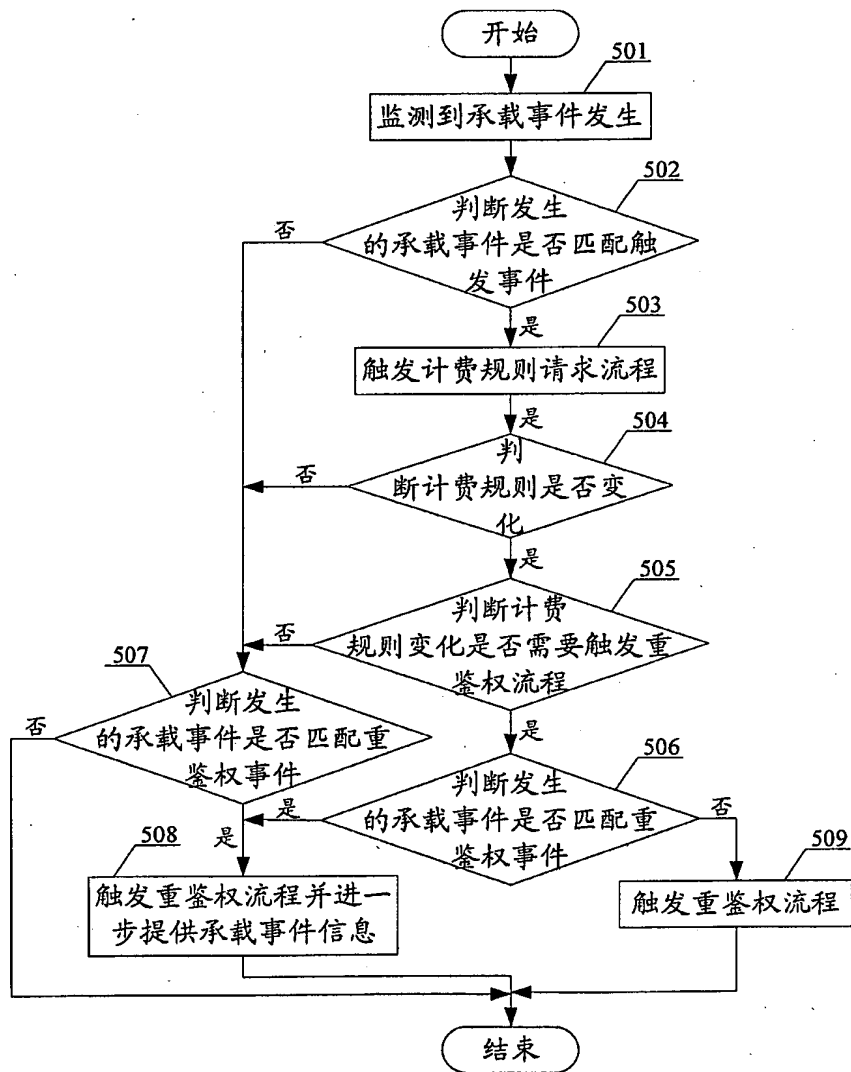 开始
501
监测到承载事件发生
502
判断发生
的承载事件是否匹配触
发事件
否
是
503
触发计费规则请求流程
是
504
判
断计费规则是否变
化
否
是
505
判断计费
规则变化是否需要触发重
鉴权流程
否
507
判断发生
的承载事件是否匹配重
鉴权事件
否
是
506
判断发生
的承载事件是否匹配重
鉴权事件
是
否
是
508
触发重鉴权流程并进一
步提供承载事件信息
509
触发重鉴权流程
结束